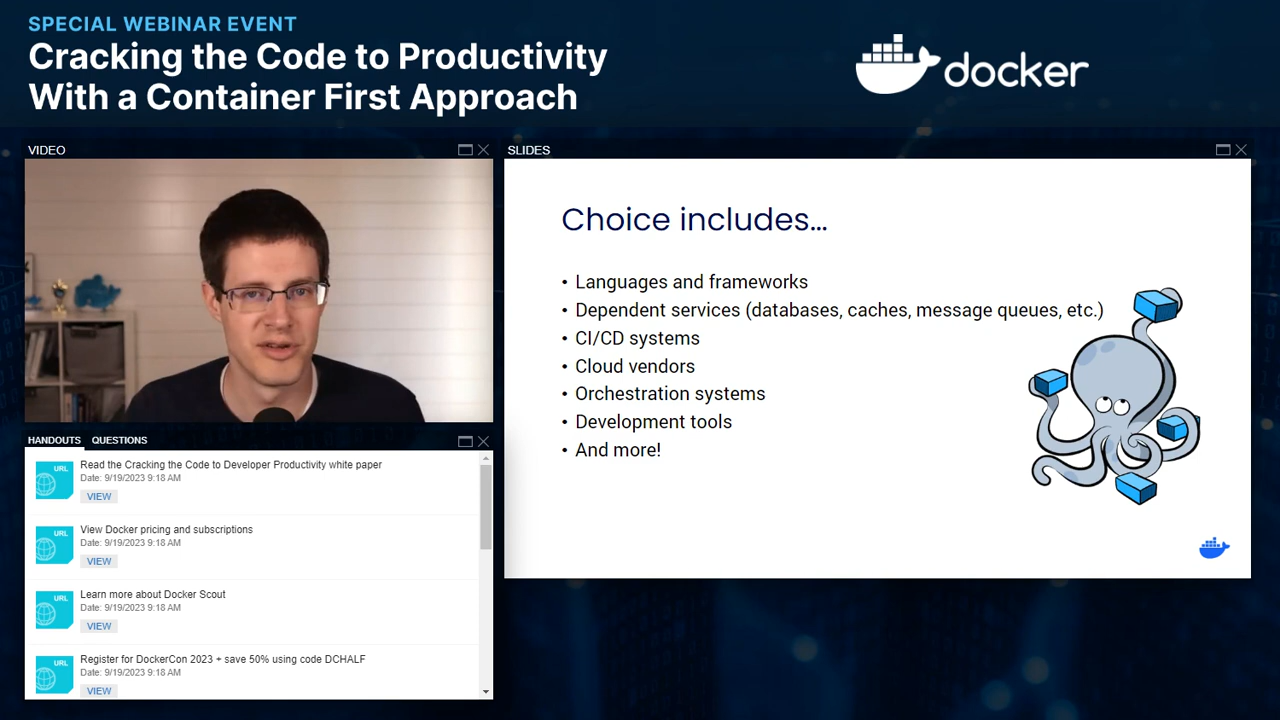 SPECIAL WEBINAR EVENT
Cracking the Code to Productivity
With a Container First Approach
docker
VIDEO
SLIDES
Choice includes...
• Languages and frameworks
• Dependent services (databases, caches, message queues, etc.)
• CI/CD systems
• Cloud vendors
• Orchestration systems
• Development tools
• And more!
HANDOUTS QUESTIONS
URL
Read the Cracking the Code to Developer Productivity white paper
Date: 9/19/2023 9:18 AM
VIEW
URL
View Docker pricing and subscriptions
Date: 9/19/2023 9:18 AM
VIEW
URL
Learn more about Docker Scout
Date: 9/19/2023 9:18 AM
VIEW
URL
Register for DockerCon 2023 + save 50% using code DCHALF
Date: 9/19/2023 9:18 AM
VIEW